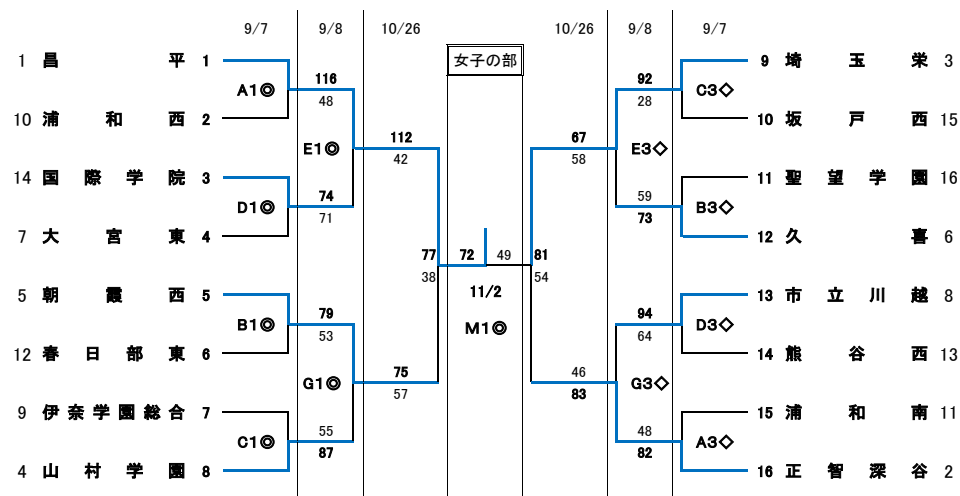 9/7 9/8 10/26 10/26 9/8 9/7
女子の部
1 昌平 1 116 92 9 埼玉栄 3
A1◎ 48 28 C3◇
10 浦和西 2 10 坂戸西 15
112 67
E1◎ 42 58 E3◇
14 国際学院 3 11 聖望学園 16
D1◎ 74 59 B3◇
71 73
7 大宮東 4 12 久喜 6
77 72 49 81
38 54
5 朝霞西 5 11/2 13 市立川越 8
B1◎ 79 M1◎ 94 D3◇
53 64
12 春日部東 6 14 熊谷西 13
75 46
G1◎ 57 83 G3◇
9 伊奈学園総合 7 15 浦和南 11
C1◎ 55 48 A3◇
87 82
4 山村学園 8 16 正智深谷 2